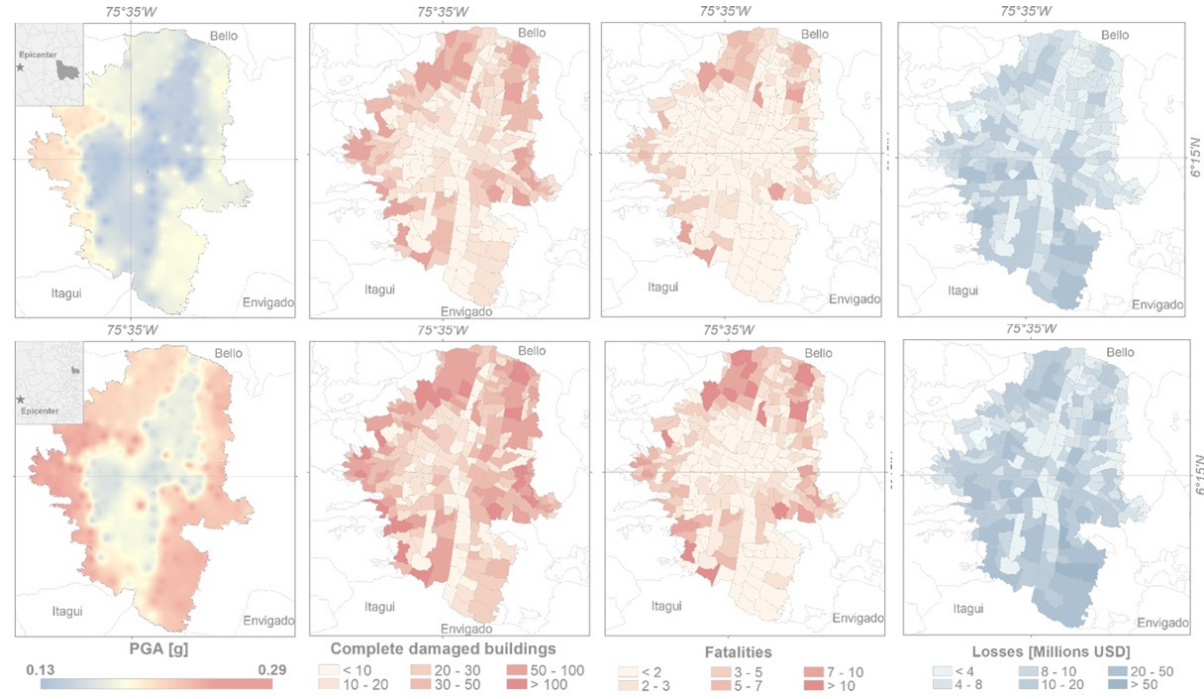 75°35'W 75°35'W 75°35'W 75°35'W
Bello Bello Bello Bello
Epicenter
6°15'N
Itagui Envigado Itagui Envigado Itagui Envigado Itagui Envigado
75°35'W 75°35'W 75°35'W 75°35'W
Bello Bello Bello Bello
Epicenter
6°15'N
Itagui Envigado Itagui Envigado Itagui Envigado Itagui Envigado
PGA [g] Complete damaged buildings Fatalities Losses [Millions USD]
0.13 0.29 < 10 20 - 30 50 - 100 < 2 3 - 5 7 - 10 < 4 8 - 10 20 - 50
10 - 20 30 - 50 > 100 2 - 3 5 - 7 > 10 4 - 8 10 - 20 > 50